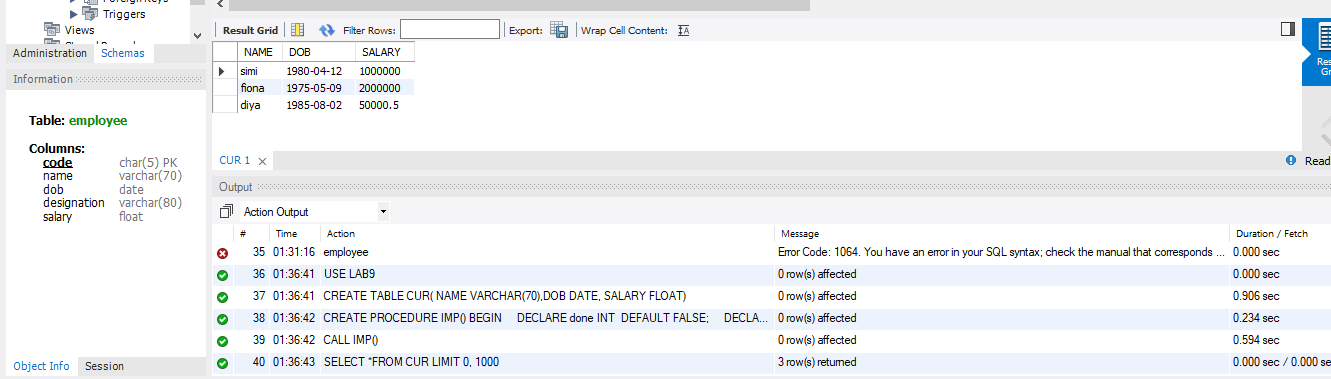 Foreign Keys
Triggers
Views
Administration Schemas
Information
Table: employee
Columns:
code char(5) PK
name varchar(70)
dob date
designation varchar(80)
salary float
Object Info Session
Result Grid Filter Rows: Export: Wrap Cell Content: IA
NAME DOB SALARY
simi 1980-04-12 1000000
fiona 1975-05-09 2000000
diya 1985-08-02 50000.5
CUR 1 ×
Read
Output
Action Output
# Time Action Message Duration / Fetch
35 01:31:16 employee Error Code: 1064. You have an error in your SQL syntax; check the manual that corresponds ... 0.000 sec
36 01:36:41 USE LAB9 0 row(s) affected 0.000 sec
37 01:36:41 CREATE TABLE CUR( NAME VARCHAR(70),DOB DATE, SALARY FLOAT) 0 row(s) affected 0.906 sec
38 01:36:42 CREATE PROCEDURE IMP() BEGIN DECLARE done INT DEFAULT FALSE; DECLA... 0 row(s) affected 0.234 sec
39 01:36:42 CALL IMP() 0 row(s) affected 0.594 sec
40 01:36:43 SELECT *FROM CUR LIMIT 0, 1000 3 row(s) returned 0.000 sec / 0.000 se